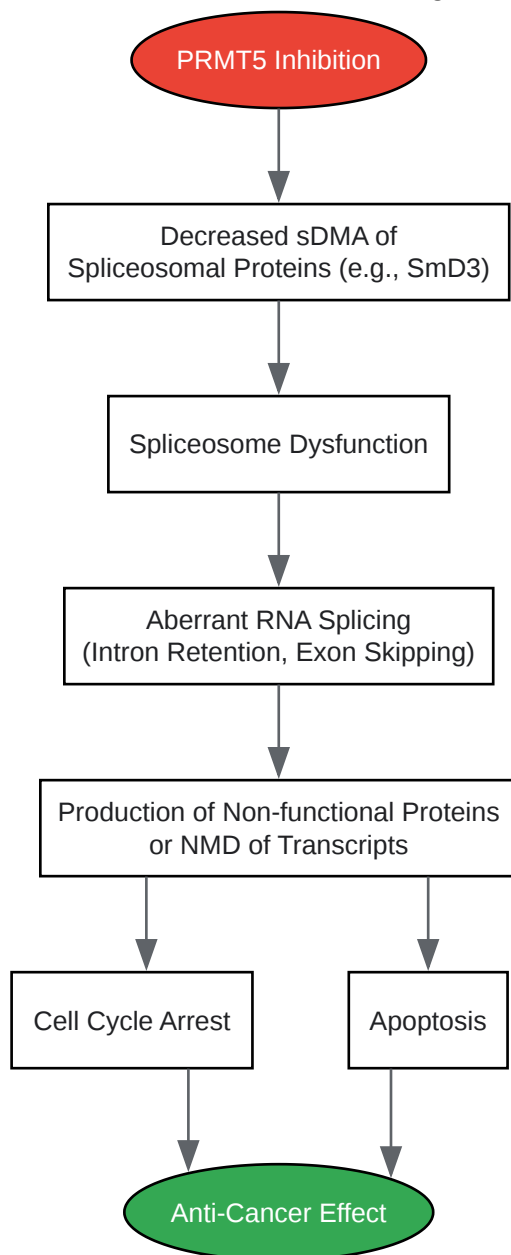 PRMT5 Inhibition
Decreased sDMA of
Spliceosomal Proteins (e.g., SmD3)
Spliceosome Dysfunction
Aberrant RNA Splicing
(Intron Retention, Exon Skipping)
Production of Non-functional Proteins
or NMD of Transcripts
Cell Cycle Arrest
Apoptosis
Anti-Cancer Effect